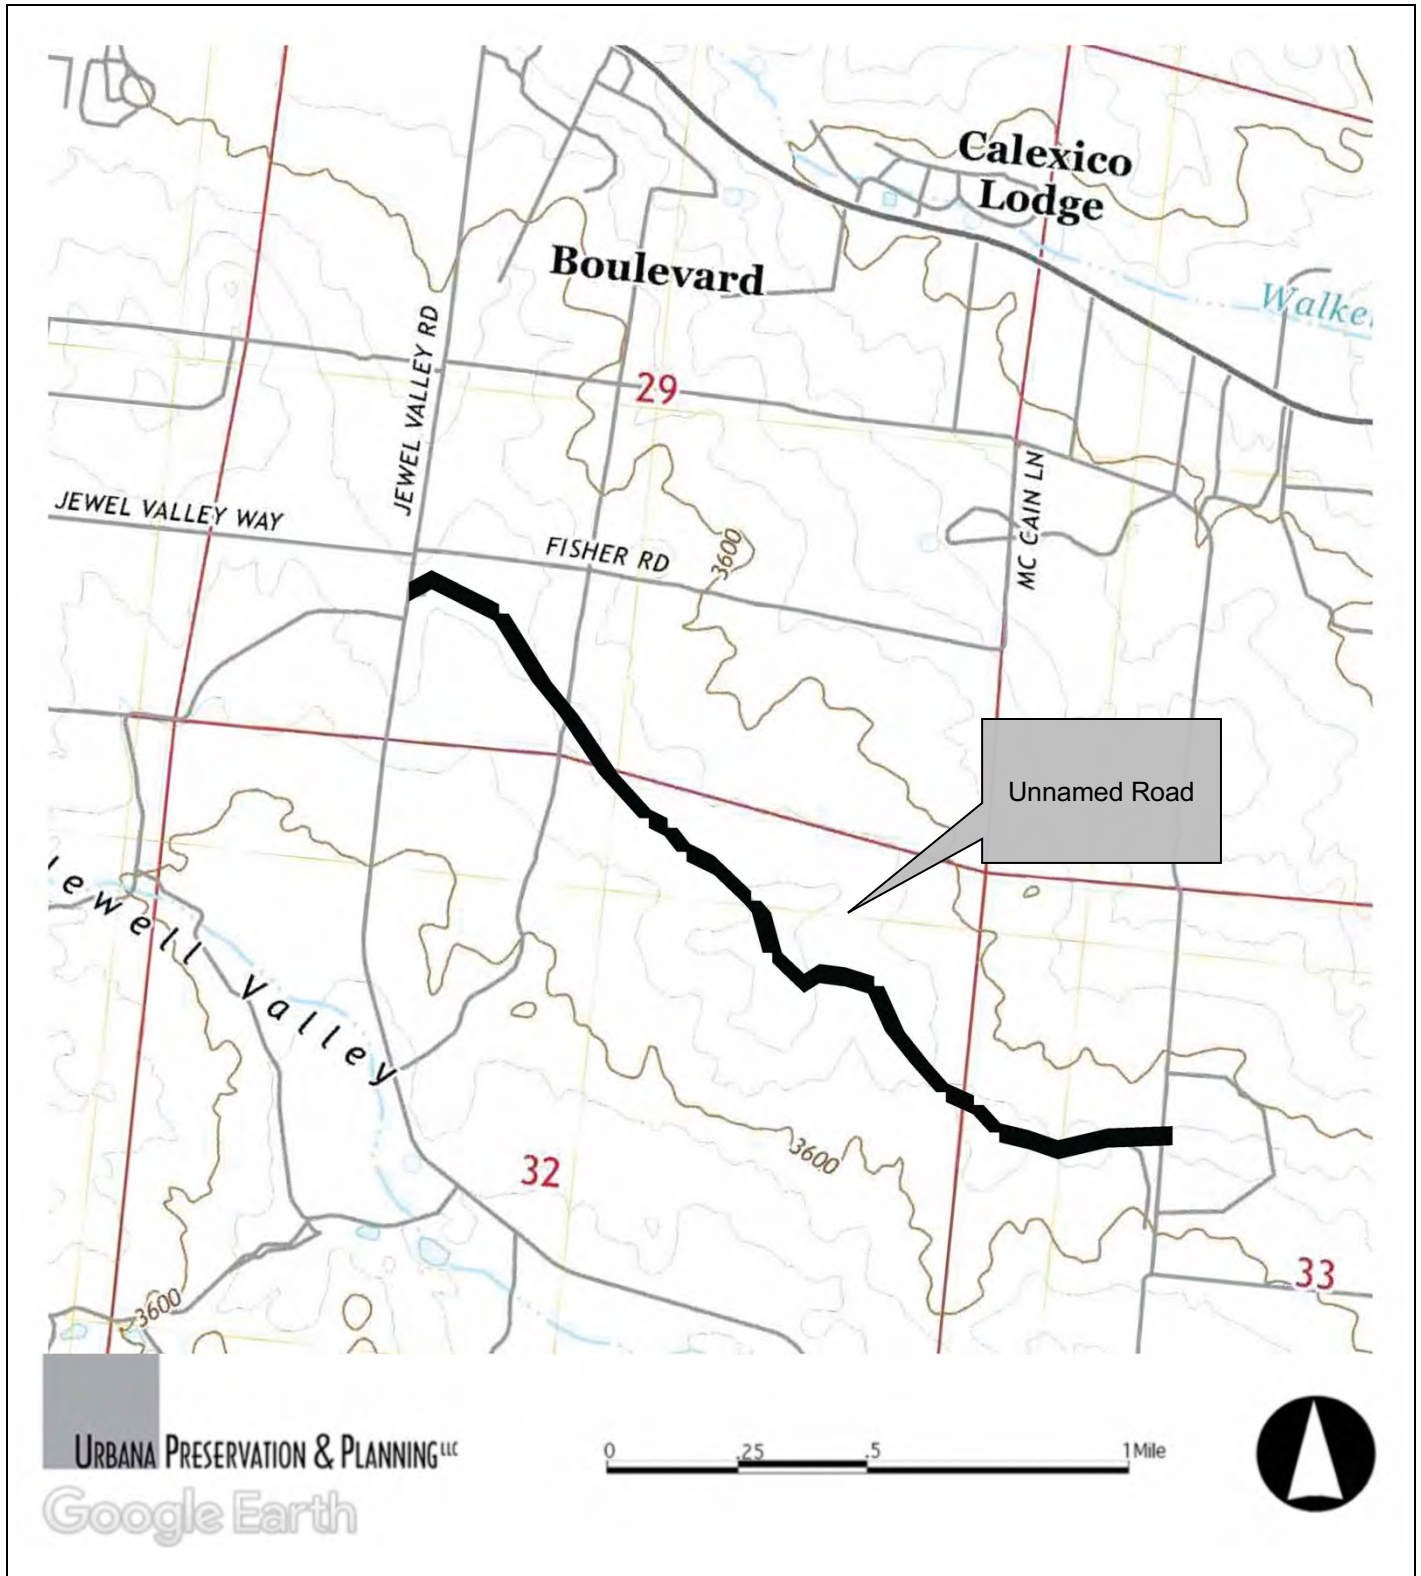 Calexico
Lodge
Boulevard
Walker
JEWEL VALLEY RD
29
MC CAIN LN
JEWEL VALLEY WAY
FISHER RD
3600
Unnamed Road
Jewell Valley
32
3600
33
3600
URBANA PRESERVATION & PLANNING LLC
0 .25 .5 1 Mile
Google Earth